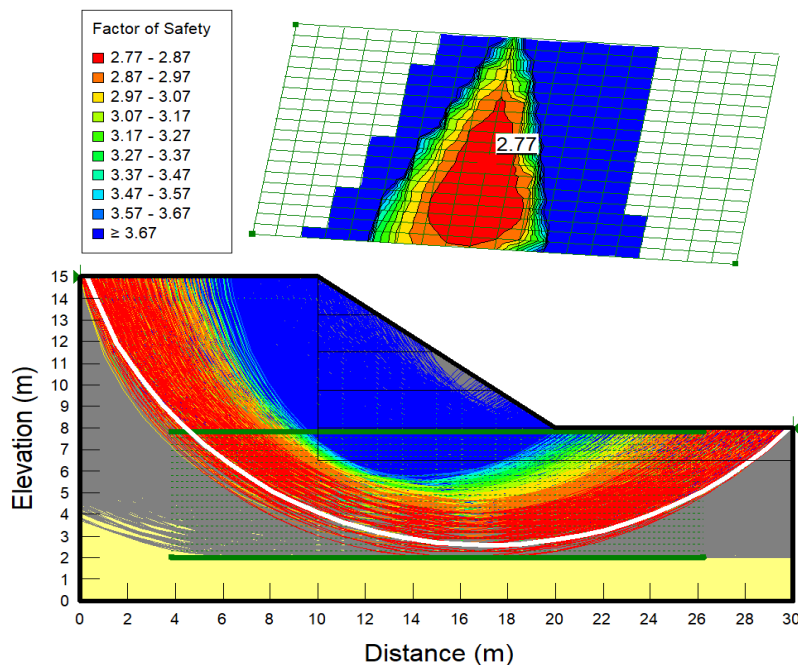 Factor of Safety
2.77 - 2.87
2.87 - 2.97
2.97 - 3.07
3.07 - 3.17
3.17 - 3.27
3.27 - 3.37
3.37 - 3.47
3.47 - 3.57
3.57 - 3.67
≥ 3.67
2.77
15
14
13
12
11
10
9
8
7
6
5
4
3
2
1
0
Elevation (m)
0 2 4 6 8 10 12 14 16 18 20 22 24 26 28 30
Distance (m)